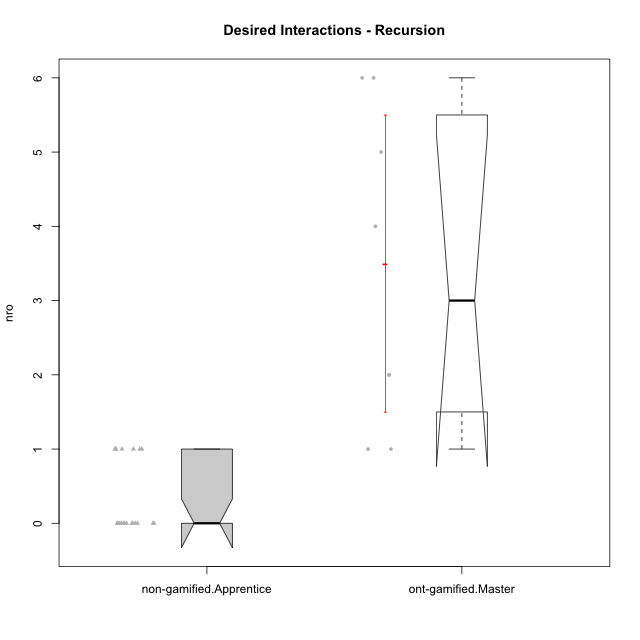 Desired Interactions - Recursion
6
5
4
3
2
1
0
nro
non-gamified.Apprentice
ont-gamified.Master